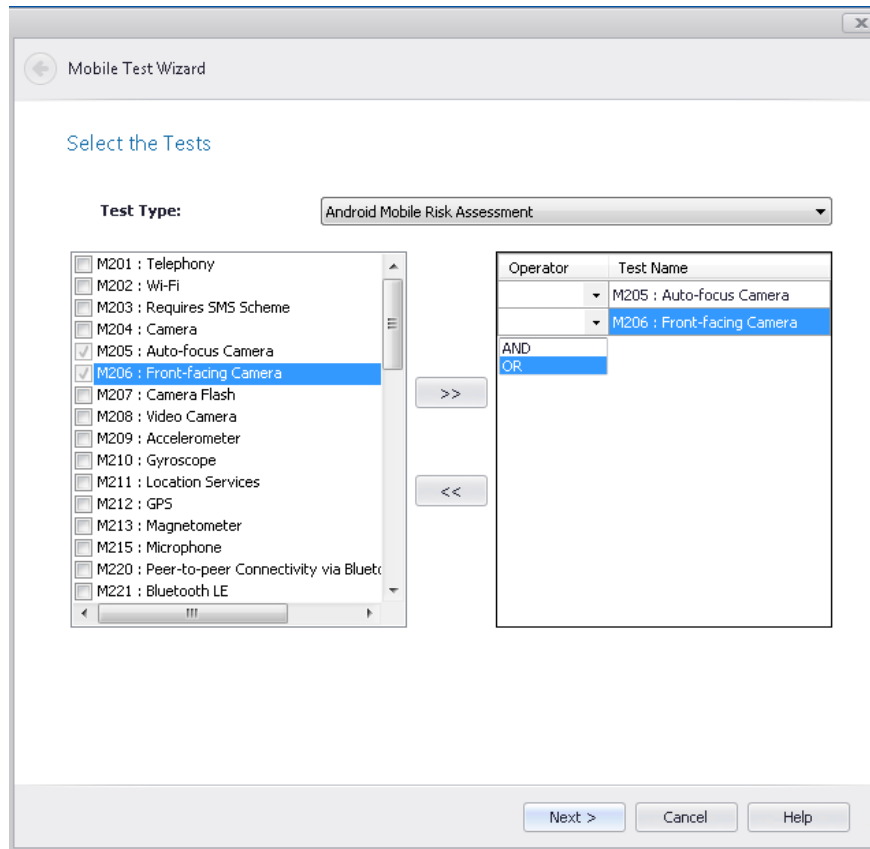 Mobile Test Wizard
Select the Tests
Test Type:
Android Mobile Risk Assessment
M201 : Telephony
M202 : Wi-Fi
M203 : Requires SMS Scheme
M204 : Camera
M205 : Auto-focus Camera
M206 : Front-facing Camera
M207 : Camera Flash
M208 : Video Camera
M209 : Accelerometer
M210 : Gyroscope
M211 : Location Services
M212 : GPS
M213 : Magnetometer
M215 : Microphone
M220 : Peer-to-peer Connectivity via Blueto
M221 : Bluetooth LE
>>
<<
Operator Test Name
M205 : Auto-focus Camera
M206 : Front-facing Camera
AND
OR
Next > Cancel Help